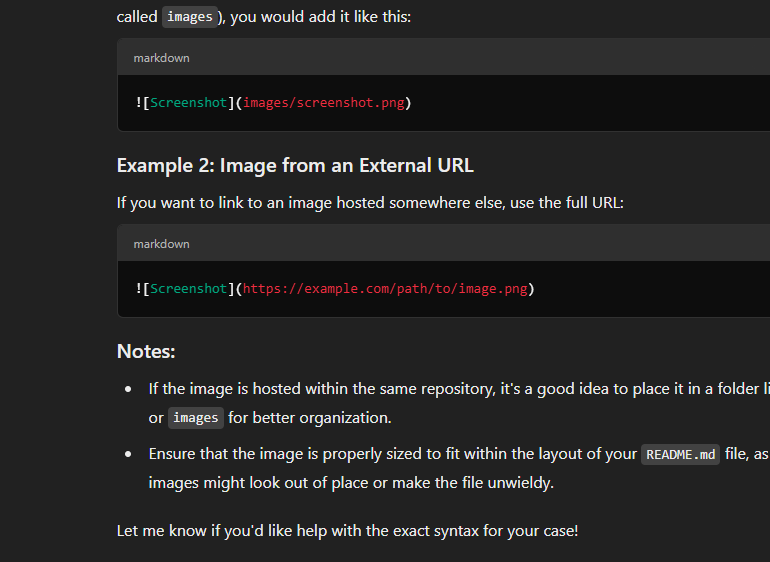 called images), you would add it like this:
markdown
![Screenshot](images/screenshot.png)
Example 2: Image from an External URL
If you want to link to an image hosted somewhere else, use the full URL:
markdown
![Screenshot](https://example.com/path/to/image.png)
Notes:
• If the image is hosted within the same repository, it's a good idea to place it in a folder
or images for better organization.
• Ensure that the image is properly sized to fit within the layout of your README.md file, as
images might look out of place or make the file unwieldy.
Let me know if you'd like help with the exact syntax for your case!